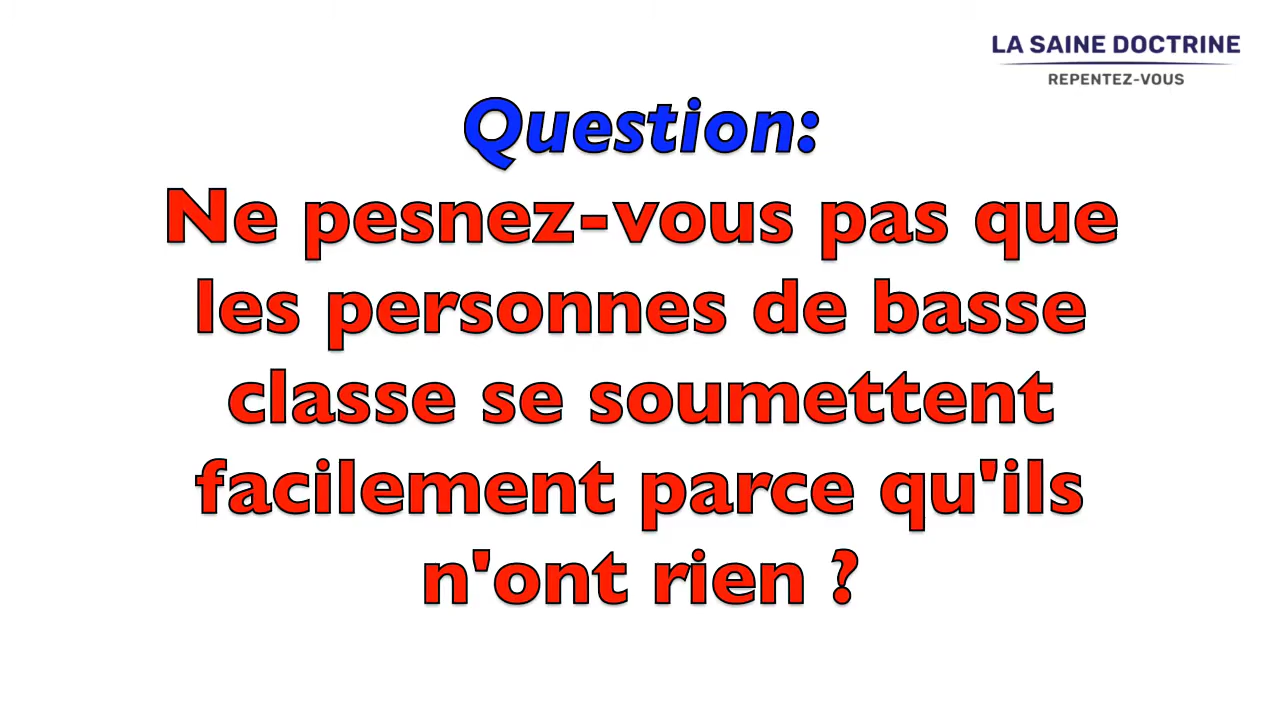 LA SAINE DOCTRINE
REPENTEZ-VOUS
Question:
Ne pesnez-vous pas que
les personnes de basse
classe se soumettent
facilement parce qu'ils
n'ont rien ?